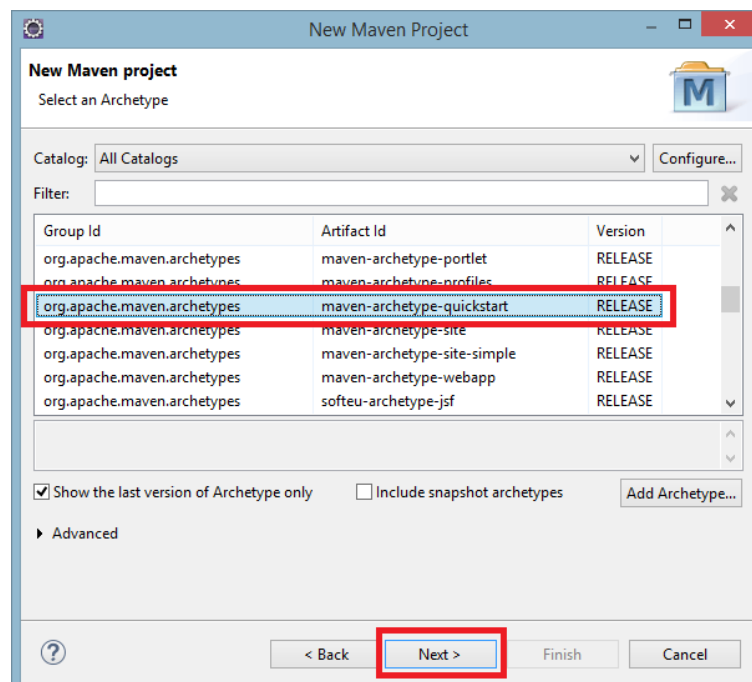 New Maven Project
New Maven project
Select an Archetype
M
Catalog: All Catalogs Configure...
Filter:
Group Id Artifact Id Version
org.apache.maven.archetypes maven-archetype-portlet RELEASE
org.apache.maven.archetypes maven-archetype-profiles RELEASE
org.apache.maven.archetypes maven-archetype-quickstart RELEASE
org.apache.maven.archetypes maven-archetype-site RELEASE
org.apache.maven.archetypes maven-archetype-site-simple RELEASE
org.apache.maven.archetypes maven-archetype-webapp RELEASE
org.apache.maven.archetypes softeu-archetype-jsf RELEASE
Show the last version of Archetype only Include snapshot archetypes Add Archetype...
Advanced
? < Back Next > Finish Cancel